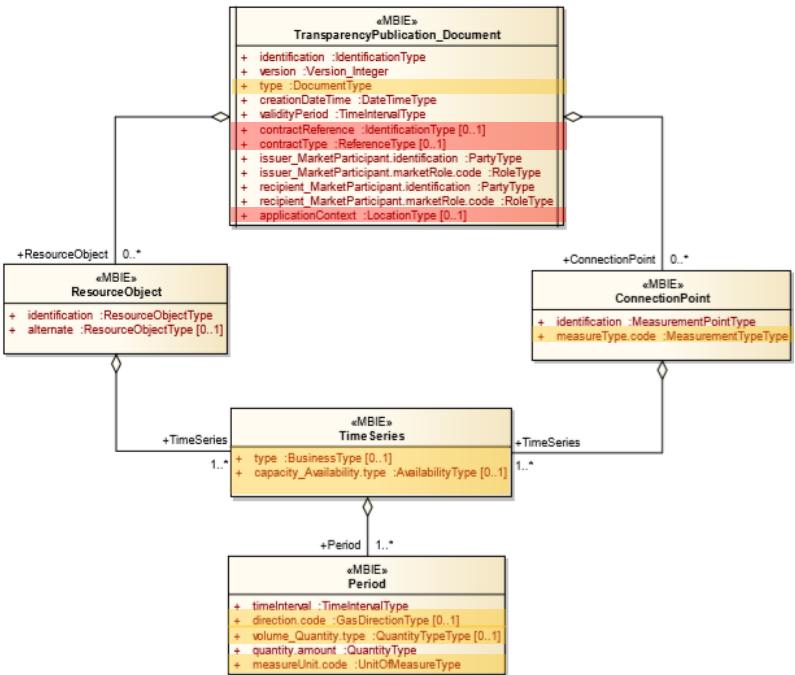 «MBIE»
TransparencyPublication_Document
+ identification :IdentificationType
+ version :Version_Integer
+ type :DocumentType
+ creationDateTime :DateTimeType
+ validityPeriod :TimeIntervalType
+ contractReference :IdentificationType [0..1]
+ contractType :ReferenceType [0..1]
+ issuer_MarketParticipant.identification :PartyType
+ issuer_MarketParticipant.marketRole.code :RoleType
+ recipient_MarketParticipant.identification :PartyType
+ recipient_MarketParticipant.marketRole.code :RoleType
+ applicationContext :LocationType [0..1]
+ResourceObject 0..*
+ConnectionPoint 0..*
«MBIE»
ResourceObject
+ identification :ResourceObjectType
+ alternate :ResourceObjectType [0..1]
«MBIE»
ConnectionPoint
+ identification :MeasurementPointType
+ measureType.code :MeasurementTypeType
+TimeSeries
1..*
«MBIE»
TimeSeries
+ type :BusinessType [0..1]
+ capacity_Availability.type :AvailabilityType [0..1]
+TimeSeries
1..*
+Period 1..*
«MBIE»
Period
+ timeInterval :TimeIntervalType
+ direction.code :GasDirectionType [0..1]
+ volume_Quantity.type :QuantityTypeType [0..1]
+ quantity.amount :QuantityType
+ measureUnit.code :UnitOfMeasureType